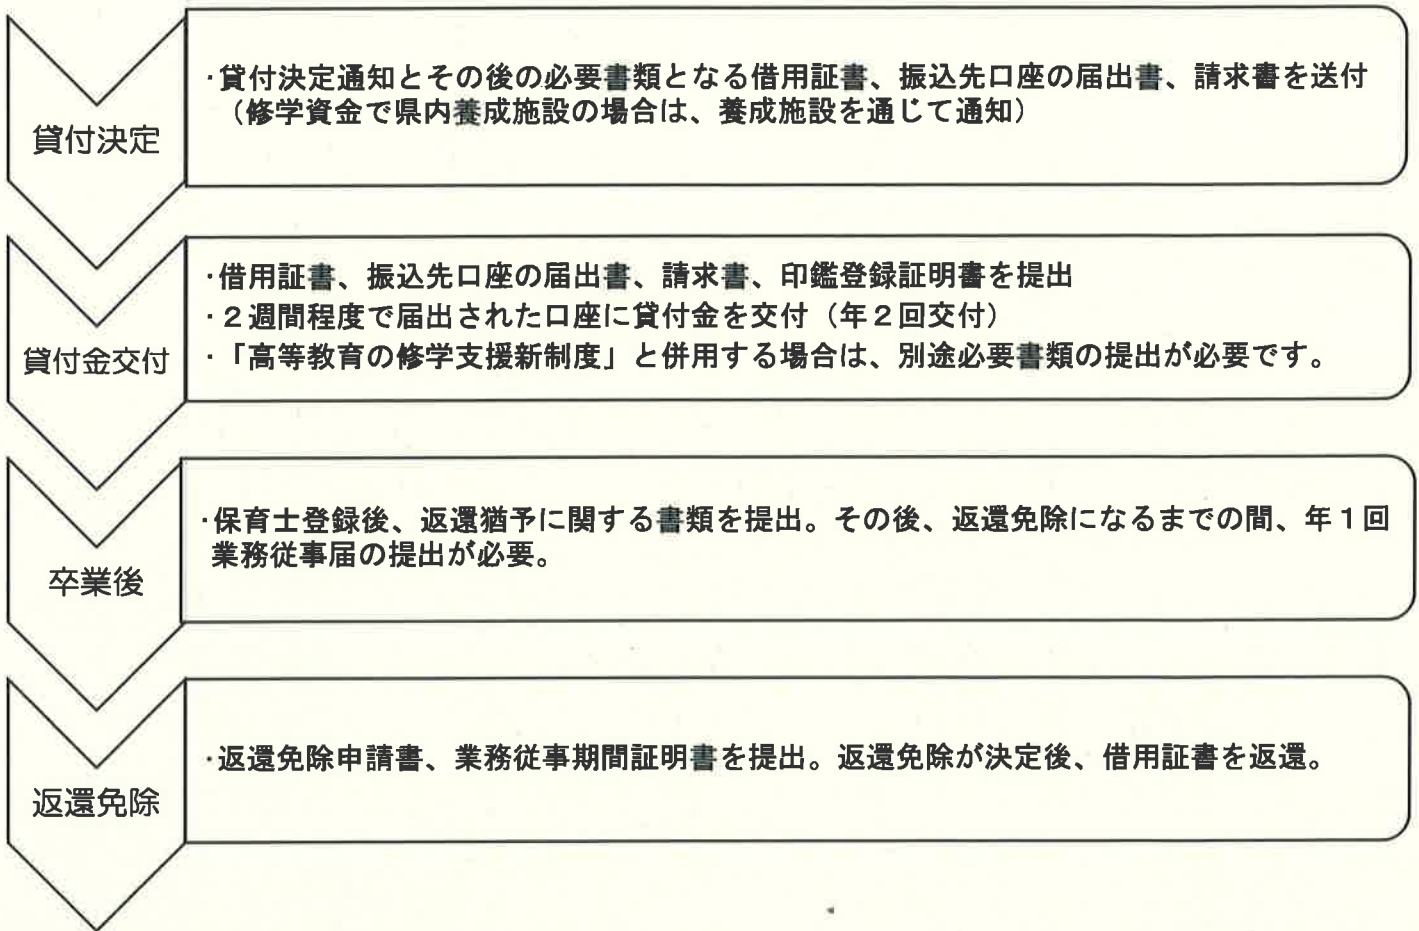 貸付決定
・貸付決定通知とその後の必要書類となる借用証書、振込先口座の届出書、請求書を送付
（修学資金で県内養成施設の場合は、養成施設を通じて通知）
貸付金交付
・借用証書、振込先口座の届出書、請求書、印鑑登録証明書を提出
・２週間程度で届出された口座に貸付金を交付（年２回交付）
・「高等教育の修学支援新制度」と併用する場合は、別途必要書類の提出が必要です。
卒業後
・保育士登録後、返還猶予に関する書類を提出。その後、返還免除になるまでの間、年１回
業務従事届の提出が必要。
返還免除
・返還免除申請書、業務従事期間証明書を提出。返還免除が決定後、借用証書を返還。